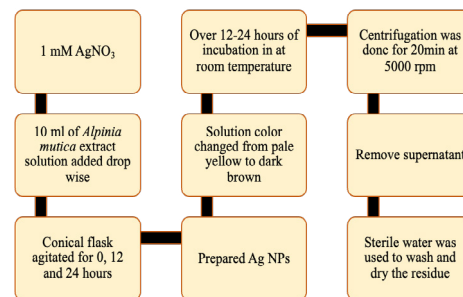 1 mM AgNO₃
10 ml of Alpinia
mutica extract
solution added drop
wise
Conical flask
agitated for 0, 12
and 24 hours
Prepared Ag NPs
Solution color
changed from pale
yellow to dark
brown
Over 12-24 hours of
incubation in at
room temperature
Centrifugation was
donc for 20min at
5000 rpm
Remove supernatant
Sterile water was
used to wash and
dry the residue